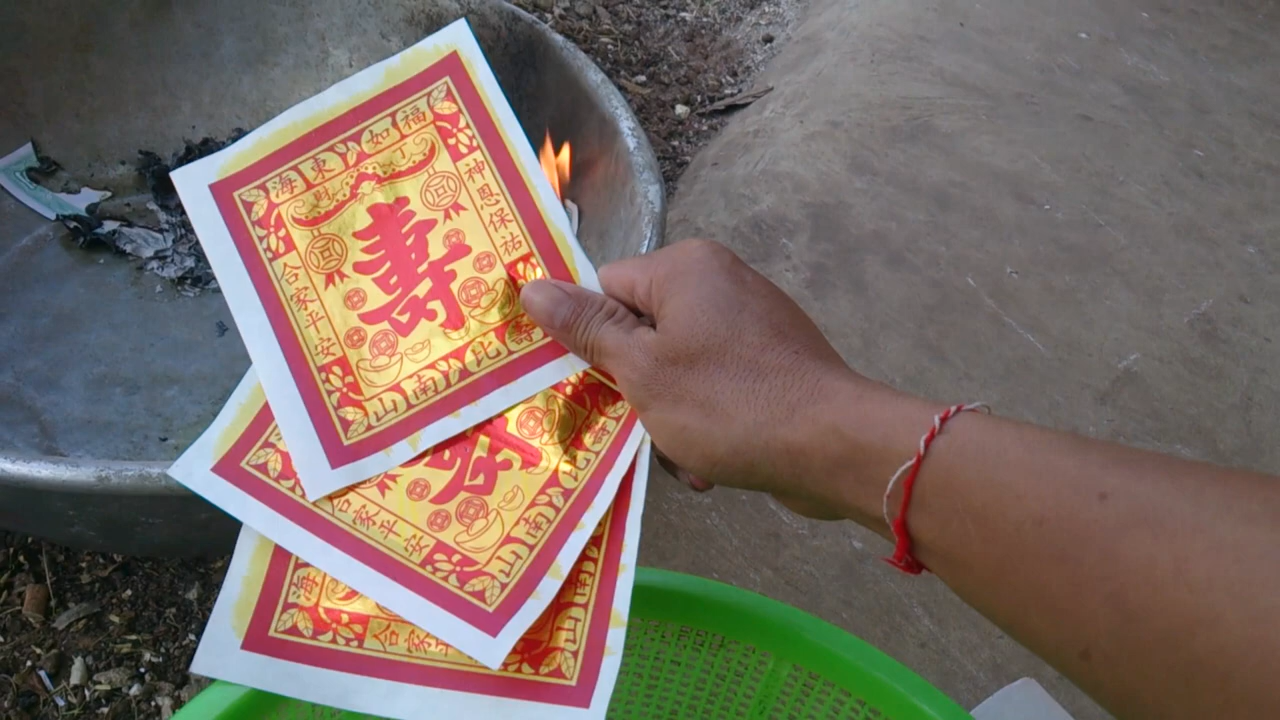 福如東海
神恩保祐
壽
合家平安
壽比南山
合家平安
壽比南山
海
合家平
南山